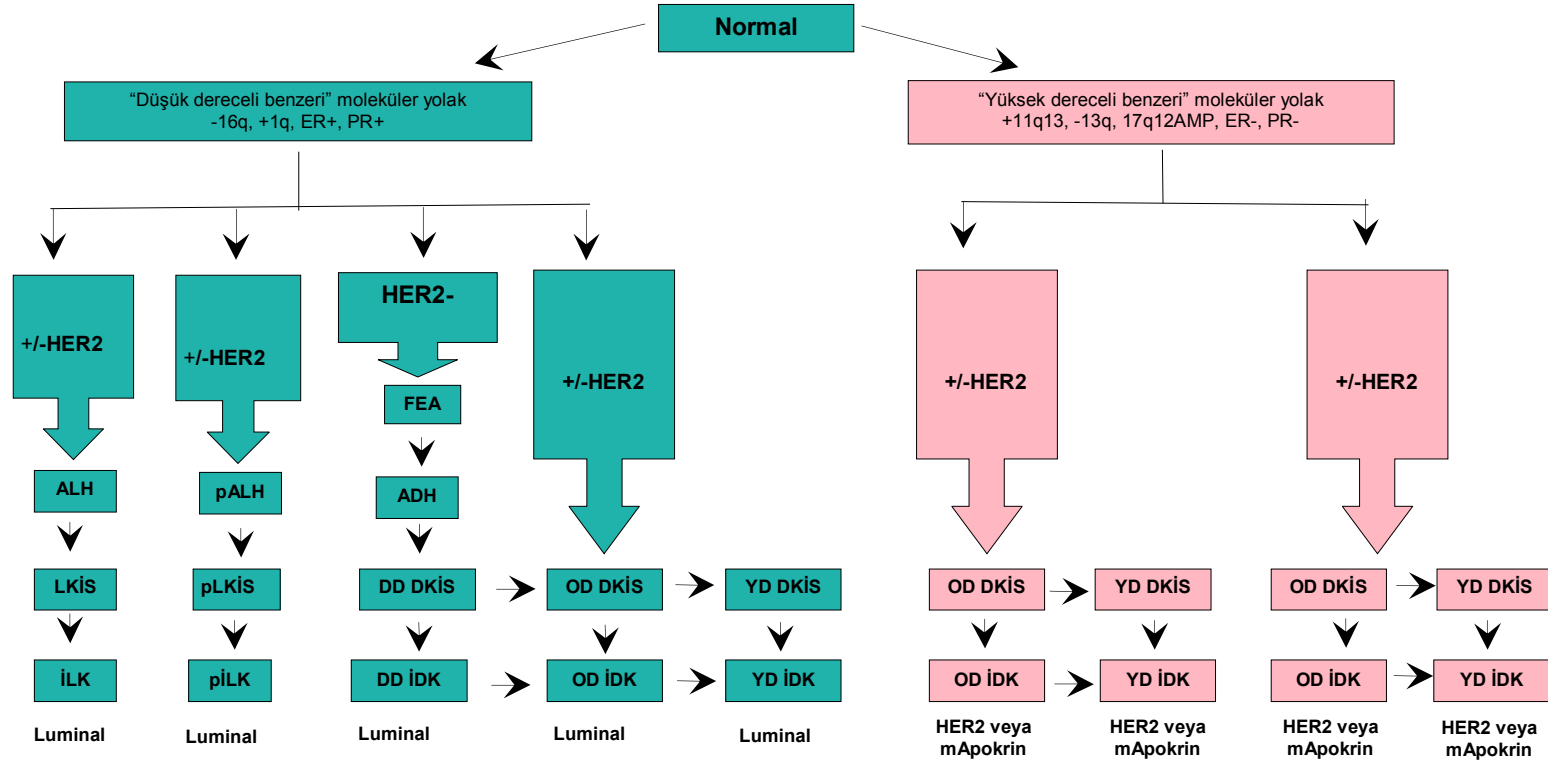 Normal
“Düşük dereceli benzeri” moleküler yolak
-16q, +1q, ER+, PR+
“Yüksek dereceli benzeri” moleküler yolak
+11q13, -13q, 17q12AMP, ER-, PR-
+/-HER2
+/-HER2
HER2-
+/-HER2
+/-HER2
+/-HER2
FEA
ALH
pALH
ADH
LKİS
pLKİS
DD DKİS
OD DKİS
YD DKİS
OD DKİS
YD DKİS
OD DKİS
YD DKİS
İLK
pİLK
DD İDK
OD İDK
YD İDK
OD İDK
YD İDK
OD İDK
YD İDK
Luminal
Luminal
Luminal
Luminal
Luminal
HER2 veya
mApokrin
HER2 veya
mApokrin
HER2 veya
mApokrin
HER2 veya
mApokrin